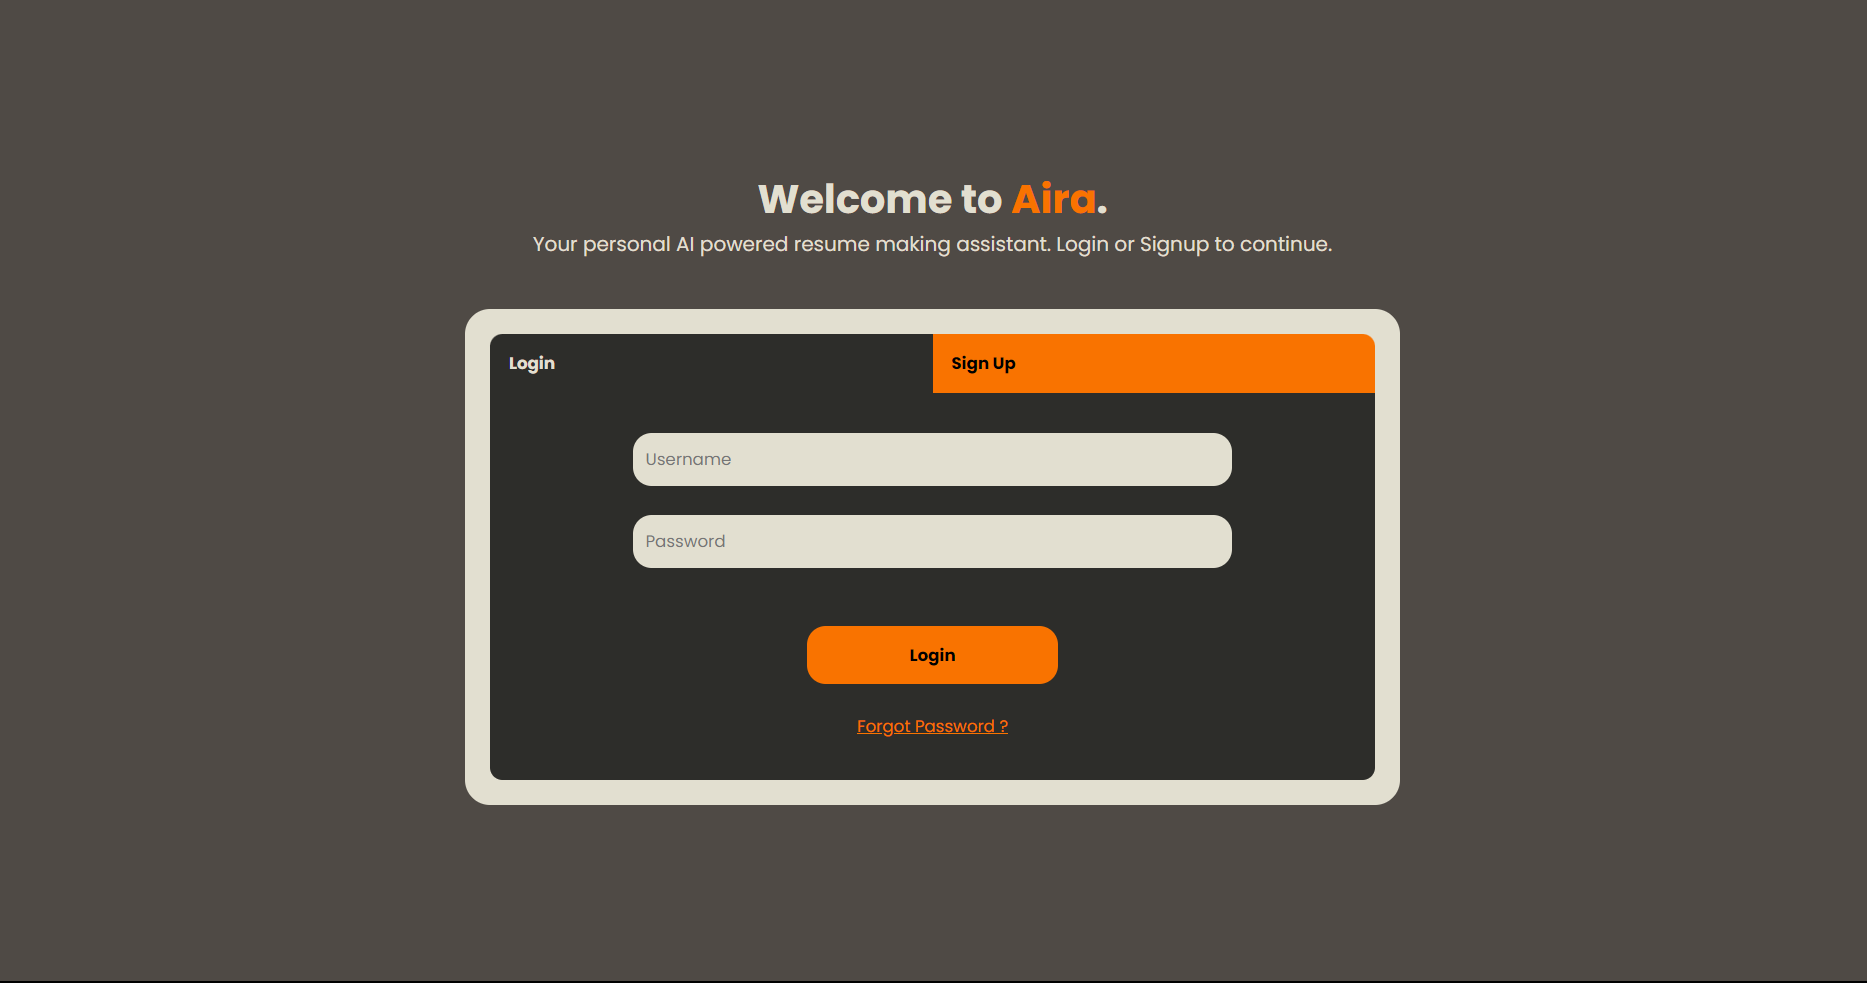 Welcome to Aira.
Your personal AI powered resume making assistant. Login or Signup to continue.
Login
Sign Up
Username
Password
Login
Forgot Password ?